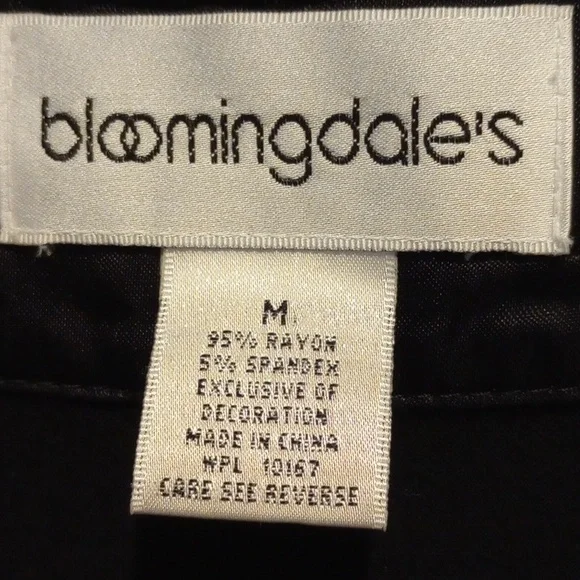 bloomingdale's
M
95% RAYON
5% SPANDEX
EXCLUSIVE OF
DECORATION
MADE IN CHINA
WPL 10167
CARE SEE REVERSE